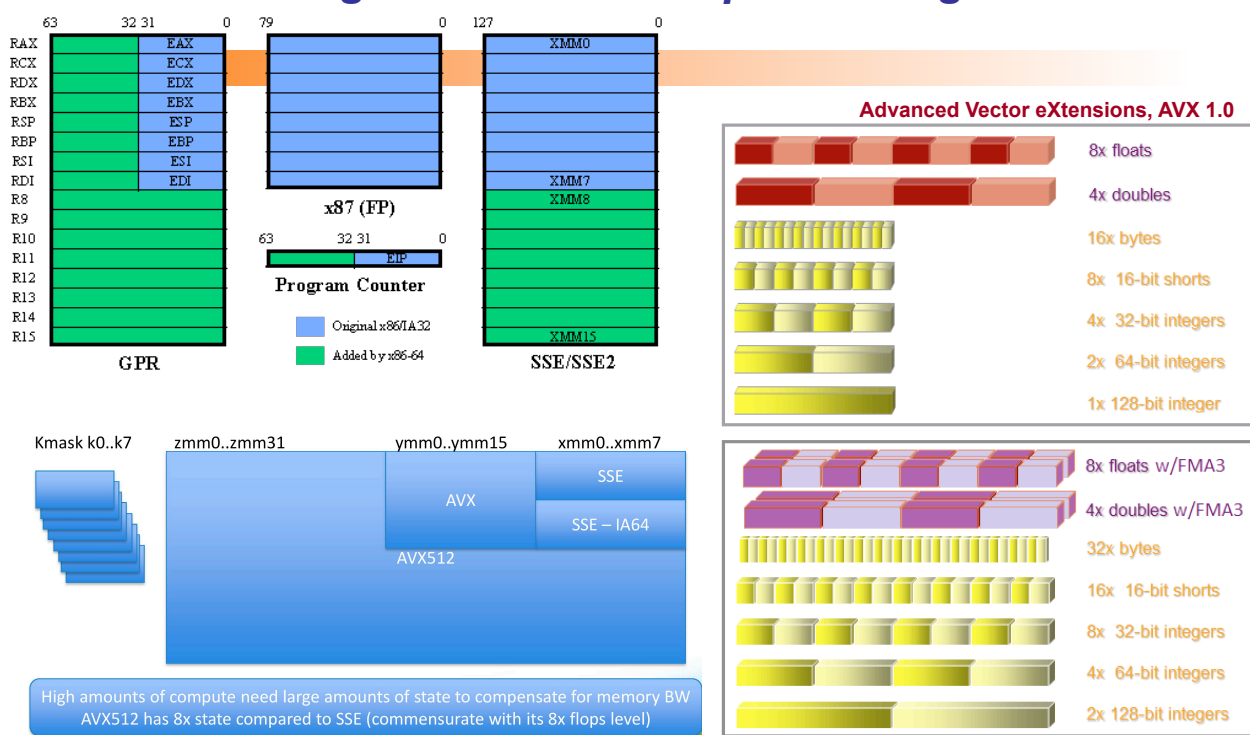 63 32 31 0
79 0
127 0
RAX EAX XMM0
RCX ECX
RDX EDX
RBX EBX
RSP ESP
RBP EBP
RSI ESI
RDI EDI XMM7
R8 XMM8
R9
R10
R11
R12
R13
R14
R15 XMM15
GPR
x87 (FP)
63 32 31 0
EIP
Program Counter
Original x86/IA32
Added by x86-64
SSE/SSE2
Advanced Vector eXtensions, AVX 1.0
8x floats
4x doubles
16x bytes
8x 16-bit shorts
4x 32-bit integers
2x 64-bit integers
1x 128-bit integer
Kmask k0..k7
zmm0..zmm31
ymm0..ymm15
xmm0..xmm7
SSE
AVX
SSE – IA64
AVX512
High amounts of compute need large amounts of state to compensate for memory BW
AVX512 has 8x state compared to SSE (commensurate with its 8x flops level)
8x floats w/FMA3
4x doubles w/FMA3
32x bytes
16x 16-bit shorts
8x 32-bit integers
4x 64-bit integers
2x 128-bit integers